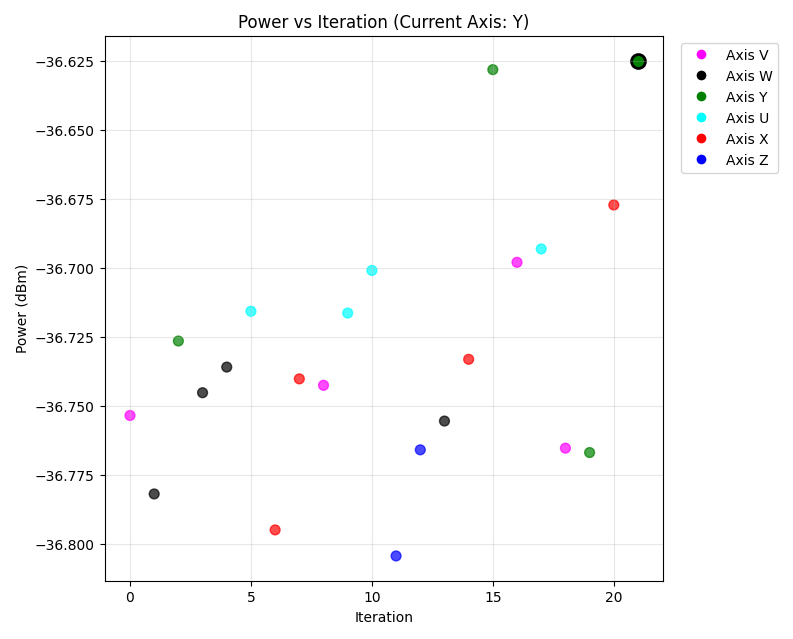 Power vs Iteration (Current Axis: Y)
Power (dBm)
−36.625
−36.650
−36.675
−36.700
−36.725
−36.750
−36.775
−36.800
0 5 10 15 20
Iteration
Axis V
Axis W
Axis Y
Axis U
Axis X
Axis Z